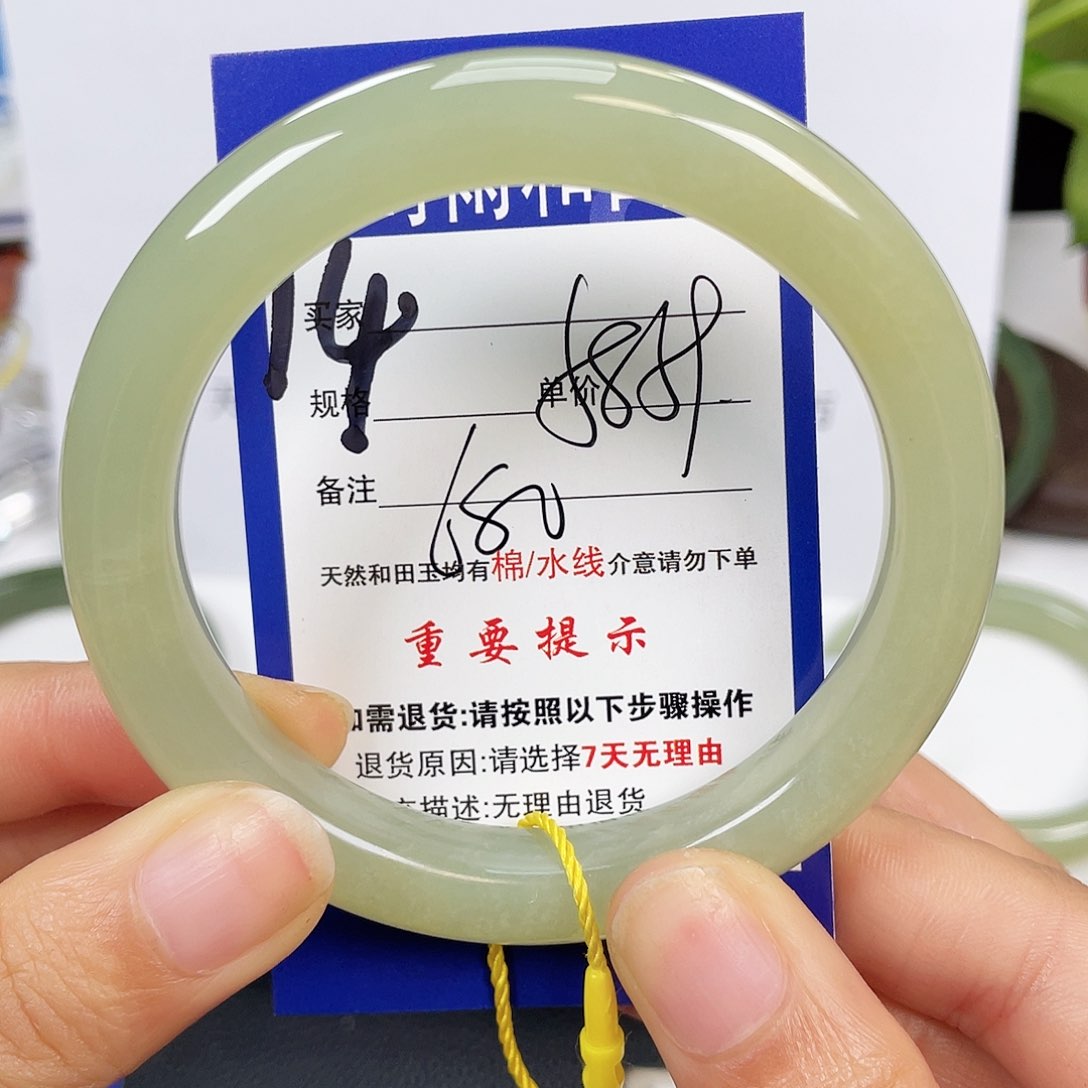 14
买家
规格 单价
备注
天然和田玉均有棉/水线介意请勿下单
重要提示
需退货:请按照以下步骤操作
退货原因:请选择7天无理由
描述:无理由退货